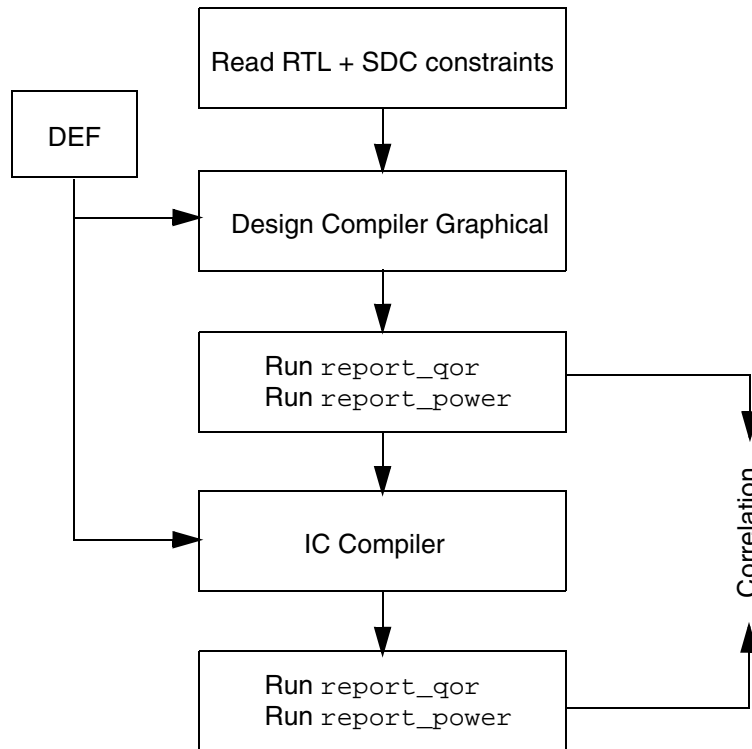 Read RTL + SDC constraints
DEF
Design Compiler Graphical
Run report_qor
Run report_power
IC Compiler
Correlation
Run report_qor
Run report_power